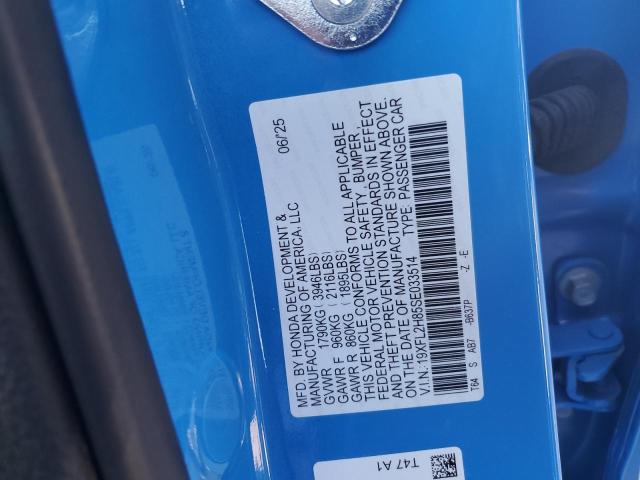 MFD. BY HONDA DEVELOPMENT & 06/25
MANUFACTURING OF AMERICA, LLC
GVWR 1790KG ( 3946LBS)
GAWR F 960KG ( 2116LBS)
GAWR R 860KG ( 1895LBS)
THIS VEHICLE CONFORMS TO ALL APPLICABLE
FEDERAL MOTOR VEHICLE SAFETY, BUMPER,
AND THEFT PREVENTION STANDARDS IN EFFECT
ON THE DATE OF MANUFACTURE SHOWN ABOVE.
V.I.N.:19XFL2H85SE033514 TYPE: PASSENGER CAR
T64 S AB7 -B637P -Z -E
T47 A1